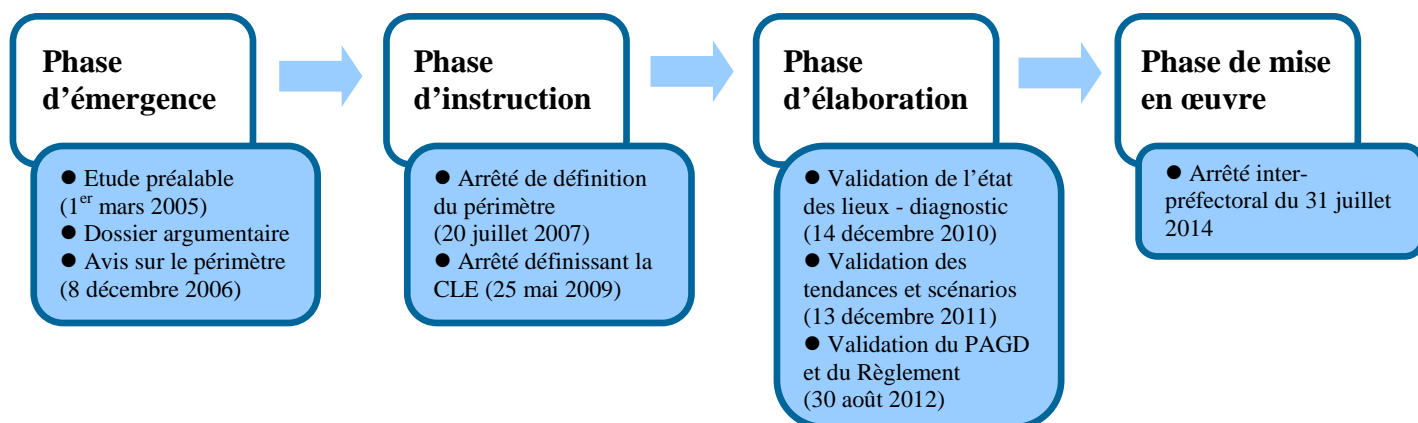 Phase
d'émergence
● Etude préalable
(1er mars 2005)
● Dossier argumentaire
● Avis sur le périmètre
(8 décembre 2006)
Phase
d'instruction
● Arrêté de définition
du périmètre
(20 juillet 2007)
● Arrêté définissant la
CLE (25 mai 2009)
Phase
d'élaboration
● Validation de l'état
des lieux - diagnostic
(14 décembre 2010)
● Validation des
tendances et scénarios
(13 décembre 2011)
● Validation du PAGD
et du Règlement
(30 août 2012)
Phase de mise
en œuvre
● Arrêté inter-
préfectoral du 31 juillet
2014